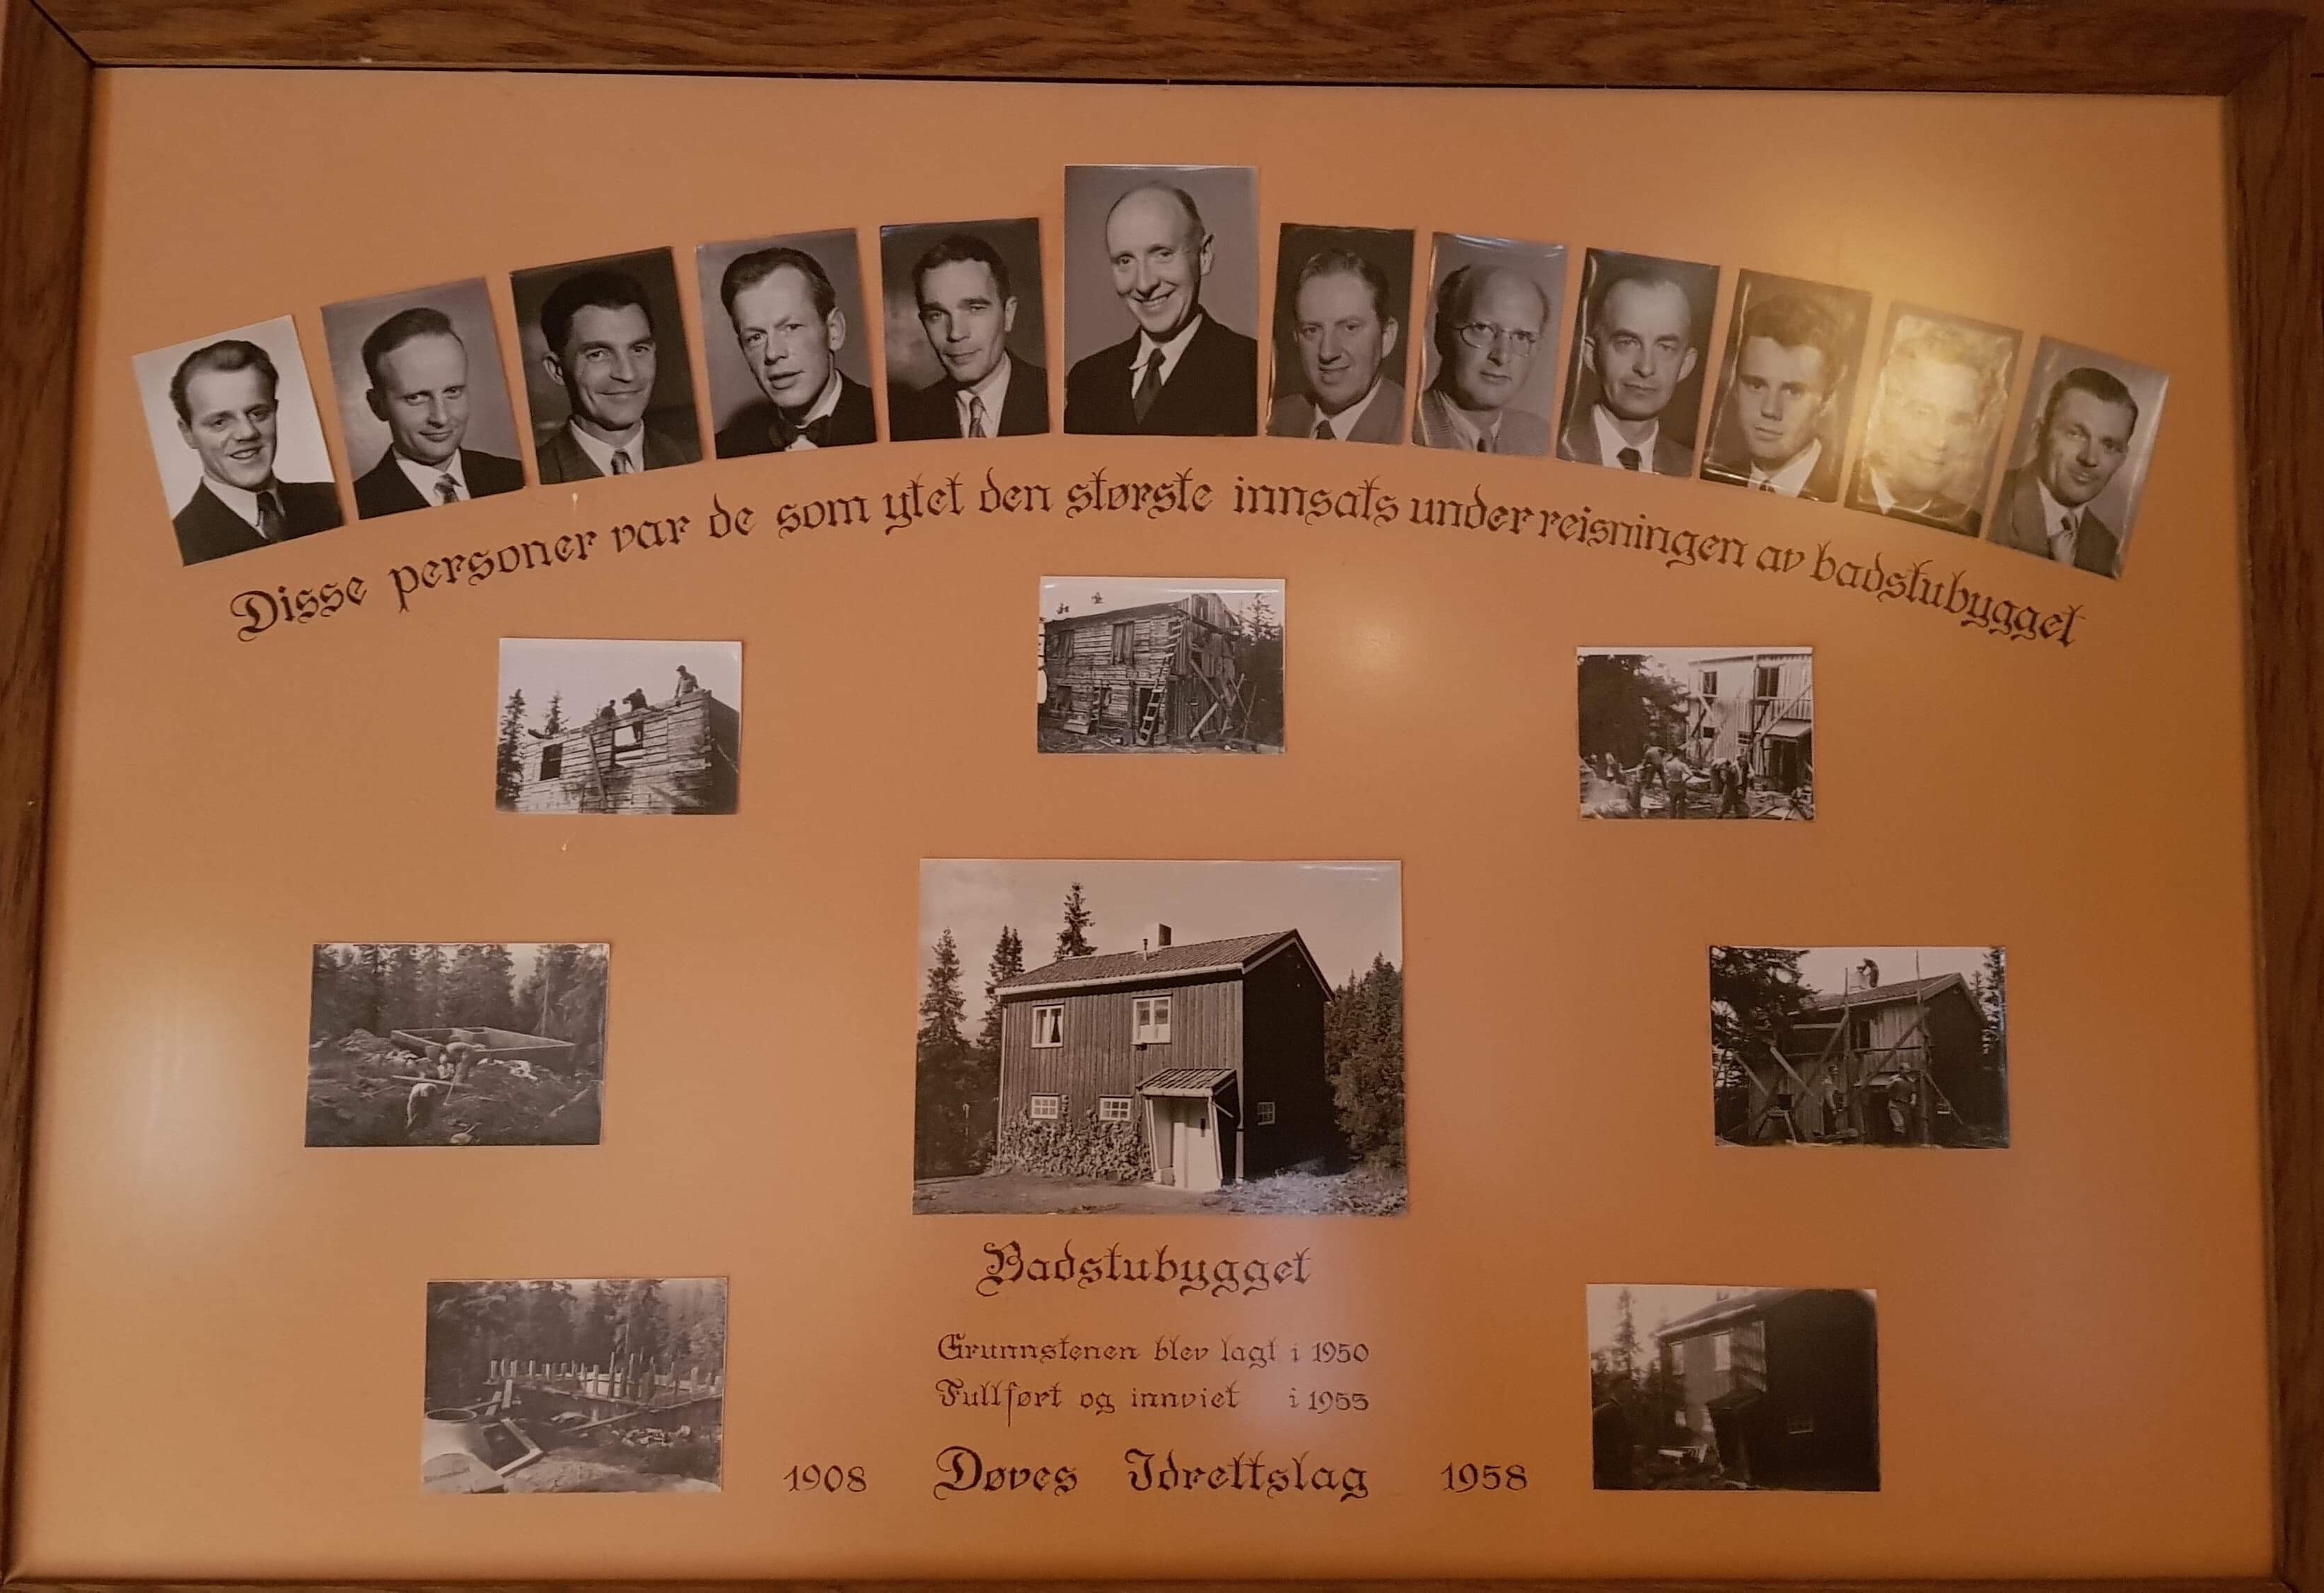 Disse personer var de som ytet den største innsats under reisningen av badstubygget
Badstubygget
Grunnstenen blev lagt i 1950
Fullført og innviet i 1955
1908 Døves Idrettslag 1958